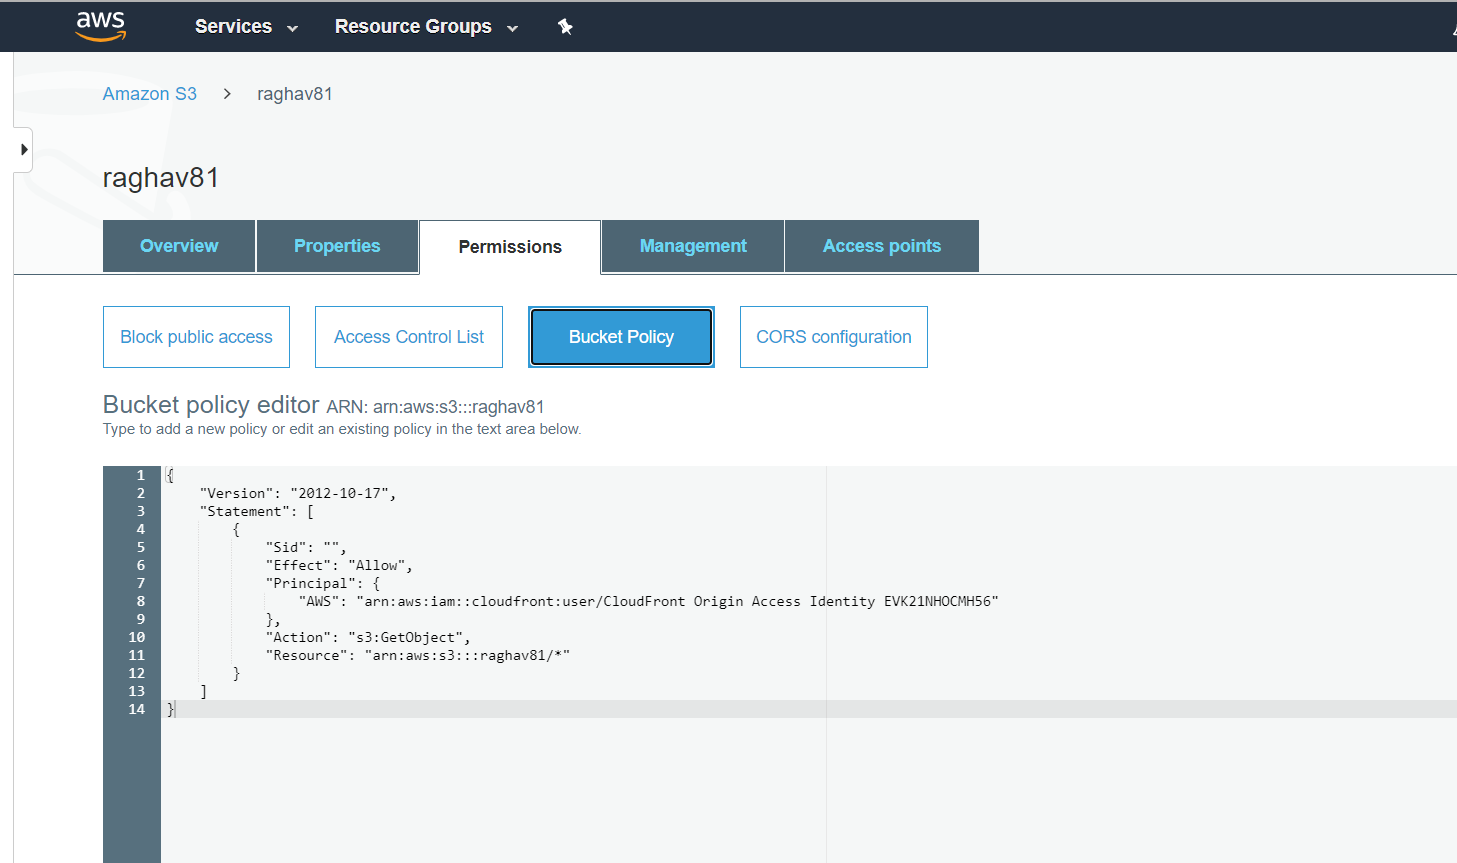 aws Services Resource Groups
Amazon S3 > raghav81
raghav81
Overview Properties Permissions Management Access points
Block public access Access Control List Bucket Policy CORS configuration
Bucket policy editor ARN: arn:aws:s3:::raghav81
Type to add a new policy or edit an existing policy in the text area below.
1 {
2     "Version": "2012-10-17",
3     "Statement": [
4         {
5             "Sid": "",
6             "Effect": "Allow",
7             "Principal": {
8                 "AWS": "arn:aws:iam::cloudfront:user/CloudFront Origin Access Identity EVK21NHOCMH56"
9             },
10             "Action": "s3:GetObject",
11             "Resource": "arn:aws:s3:::raghav81/*"
12         }
13     ]
14 }